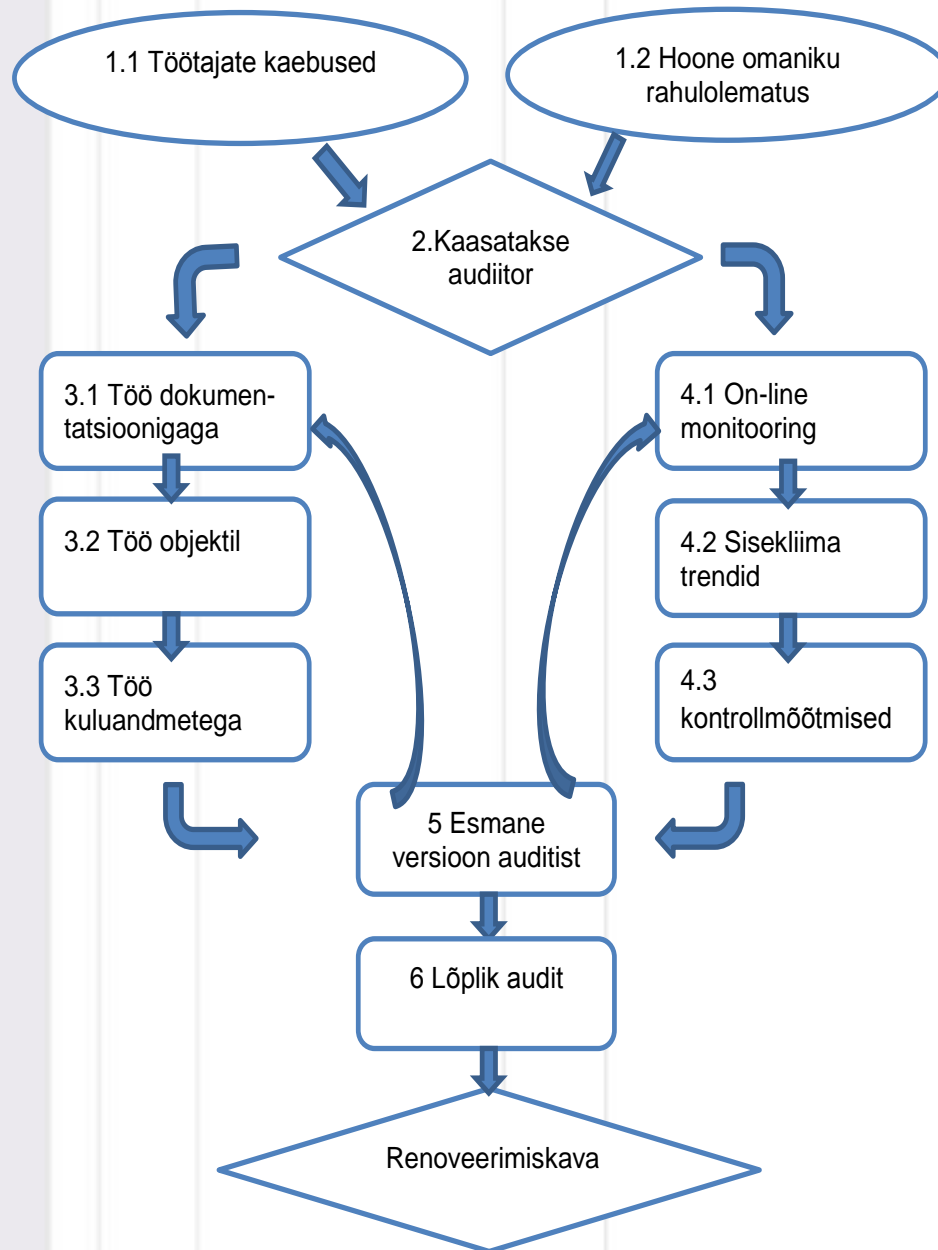 1.1 Töötajate kaebused
1.2 Hoone omaniku
rahulolematus
2.Kaasatakse
audiitor
3.1 Töö dokumen-
tatsioonigaga
3.2 Töö objektil
3.3 Töö
kuluandmetega
4.1 On-line
monitooring
4.2 Sisekliima
trendid
4.3
kontrollmõõtmised
5 Esmane
versioon auditist
6 Lõplik audit
Renoveerimiskava